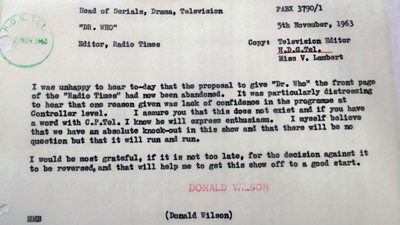 Head of Serials, Drama, Television
PABX 3790/1
"DR. WHO"
5th November, 1963
Editor, Radio Times
Copy: Television Editor
H.D.G.Tel.
Miss V. Lambert
H.D.G. TEL.
NOV 1963
I was unhappy to hear to-day that the proposal to give "Dr. Who" the front page
of the "Radio Times" had now been abandoned. It was particularly distressing
to hear that one reason given was lack of confidence in the programme at
Controller level. I assure you that this does not exist and if you have
a word with C.P.Tel. I know he will express enthusiasm. I myself believe
that we have an absolute knock-out in this show and that there will be no
question but that it will run and run.
I would be most grateful, if it is not too late, for the decision against it
to be reversed, and that will help me to get this show off to a good start.
DONALD WILSON
MMB
(Donald Wilson)